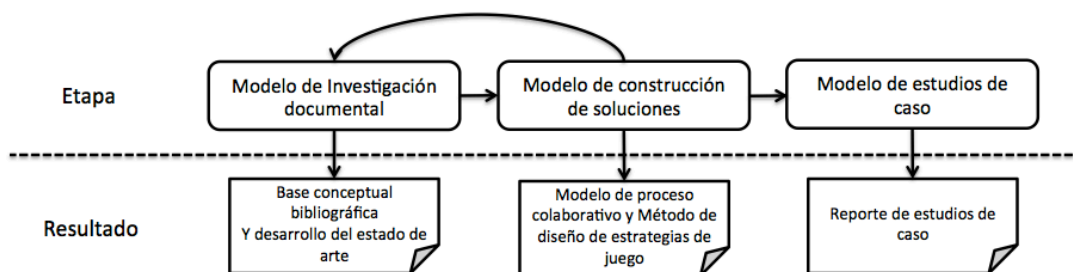 Etapa
Modelo de Investigación
documental
Modelo de construcción
de soluciones
Modelo de estudios de
caso
Resultado
Base conceptual
bibliográfica
Y desarrollo del estado de
arte
Modelo de proceso
colaborativo y Método de
diseño de estrategias de
juego
Reporte de estudios de
caso